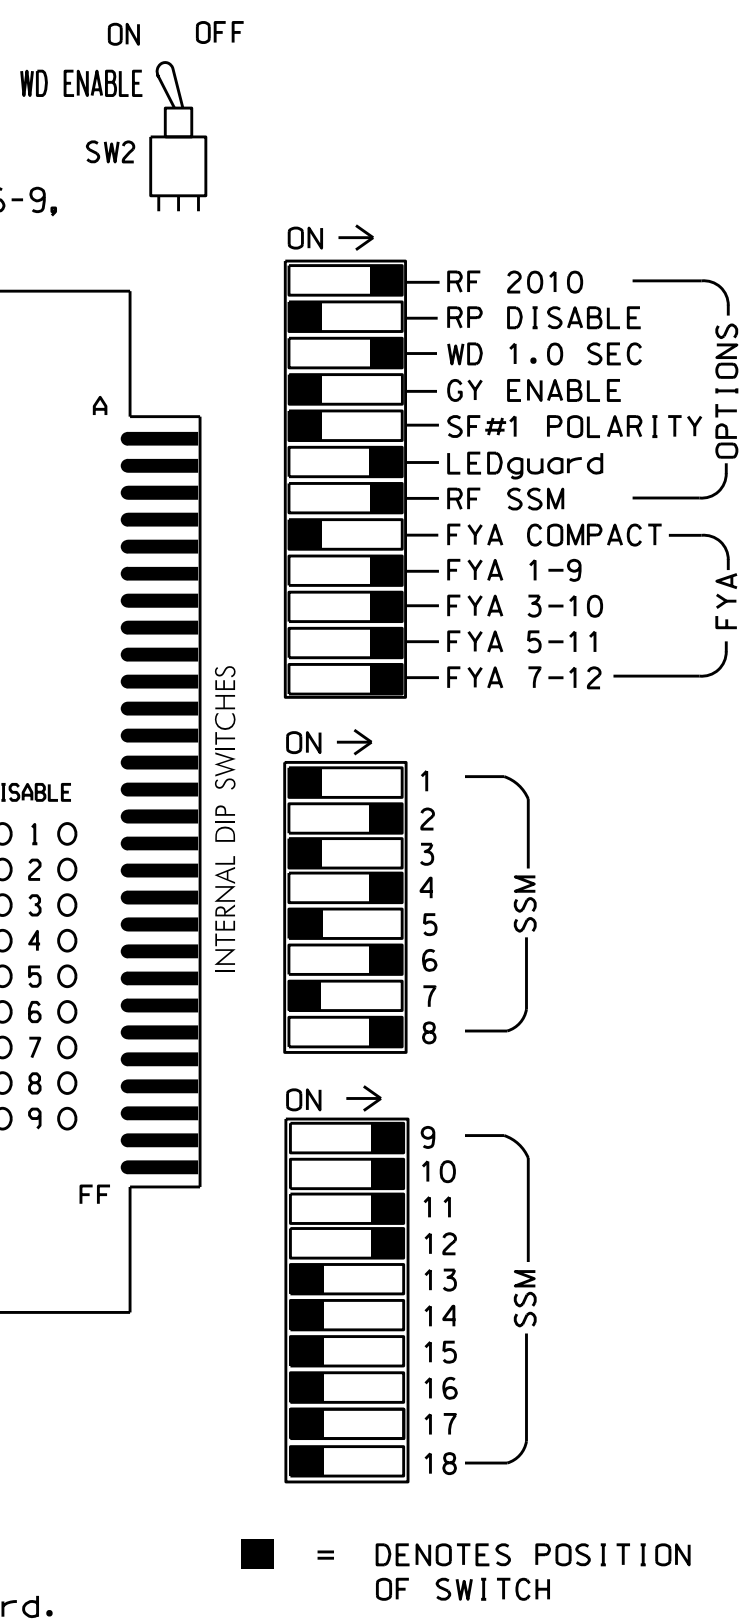 ON OFF
WD ENABLE
SW2
-9,
ON
RF 2010
RP DISABLE
WD 1.0 SEC
GY ENABLE
SF#1 POLARITY
LEDguard
RF SSM
OPTIONS
FYA COMPACT
FYA 1-9
FYA 3-10
FYA 5-11
FYA 7-12
FYA
A
FF
INTERNAL DIP SWITCHES
ISABLE
1
2
3
4
5
6
7
8
9
ON
1
2
3
4
5
6
7
8
SSM
ON
9
10
11
12
13
14
15
16
17
18
SSM
= DENOTES POSITION
OF SWITCH
rd.